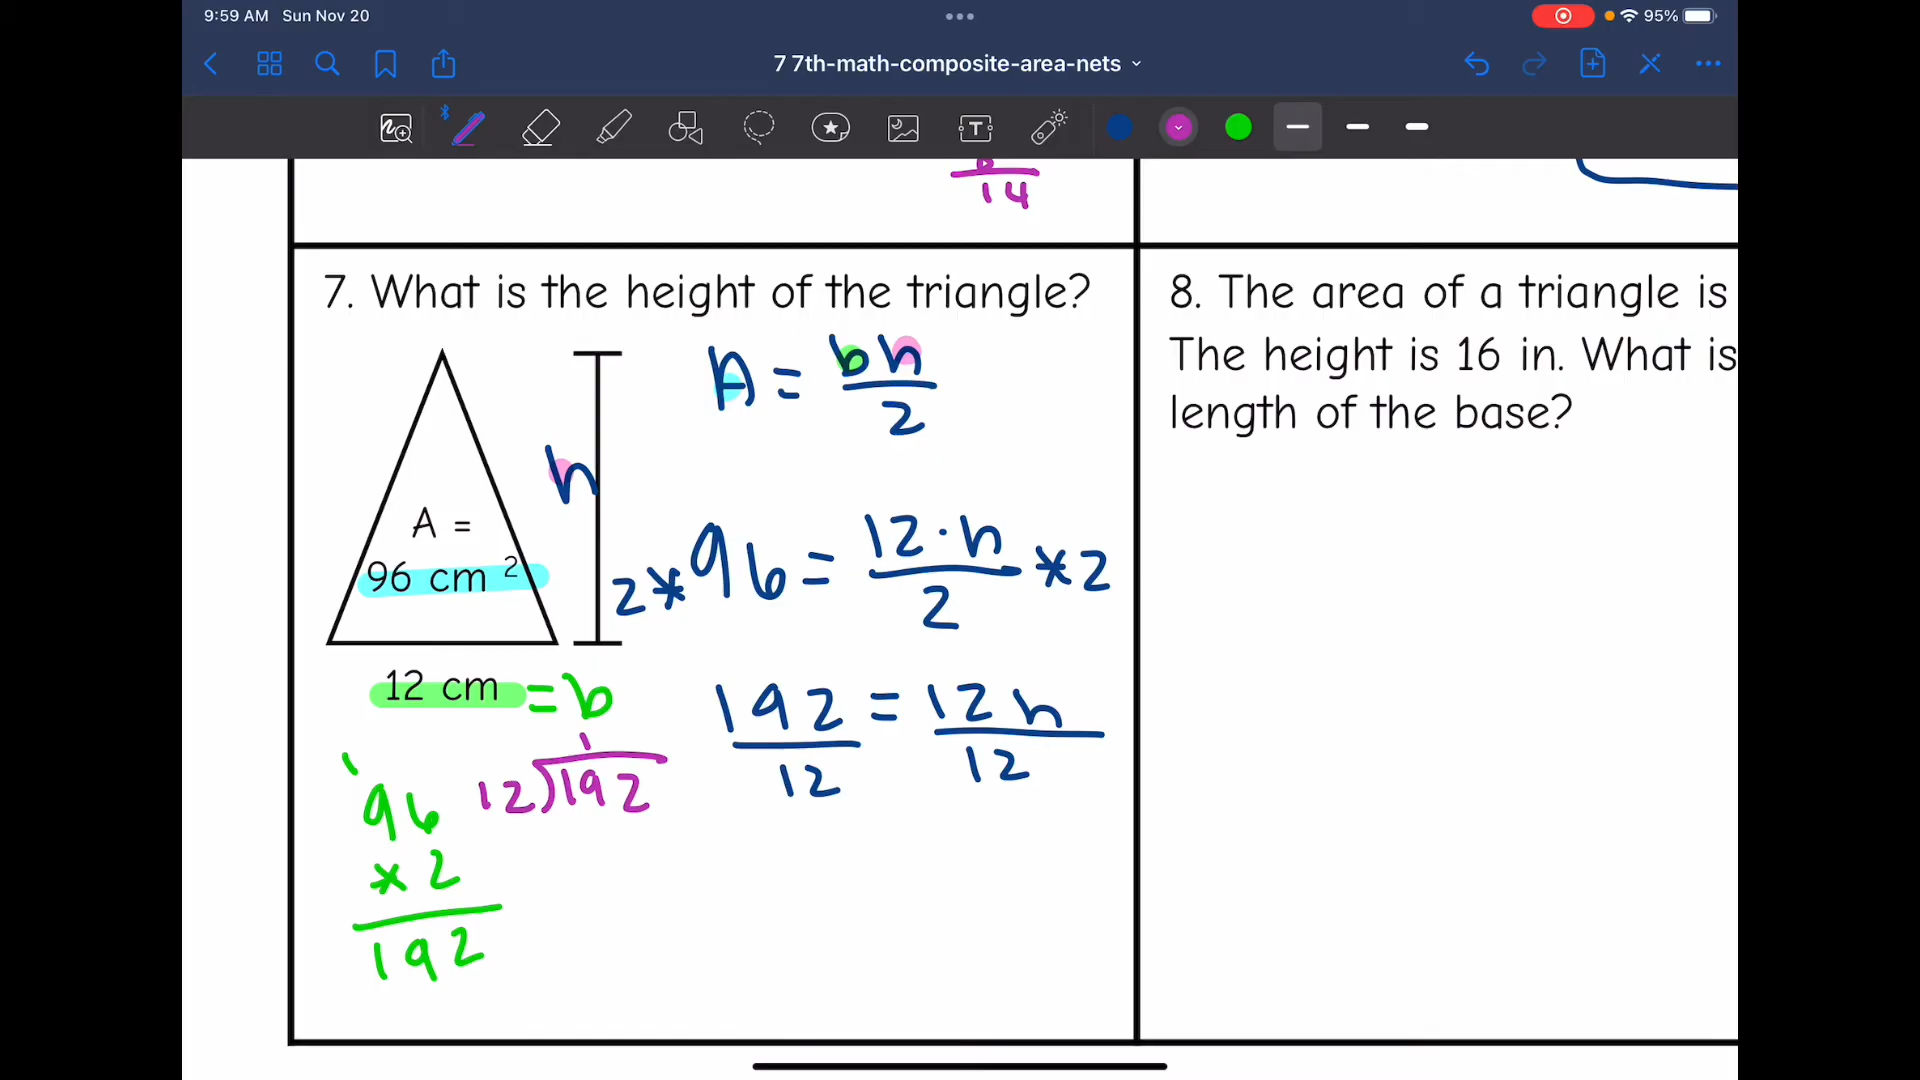 9:59 AM Sun Nov 20
95%
7 7th-math-composite-area-nets
T
14
7. What is the height of the triangle?
A = bh
2
h
A =
96 cm 2
2*96 = 12·h *2
2
12 cm = b
192 = 12h
12 12
1
12)192
1
96
*2
192
8. The area of a triangle is
The height is 16 in. What is
length of the base?